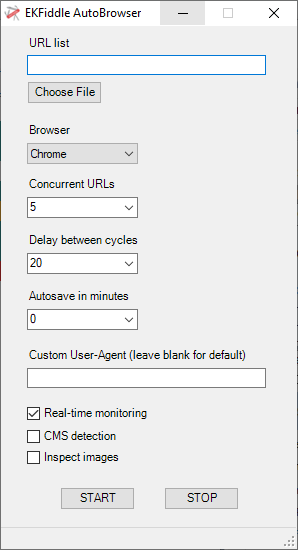 EKFiddle AutoBrowser
URL list
Choose File
Browser
Chrome
Concurrent URLs
5
Delay between cycles
20
Autosave in minutes
0
Custom User-Agent (leave blank for default)
Real-time monitoring
CMS detection
Inspect images
START STOP